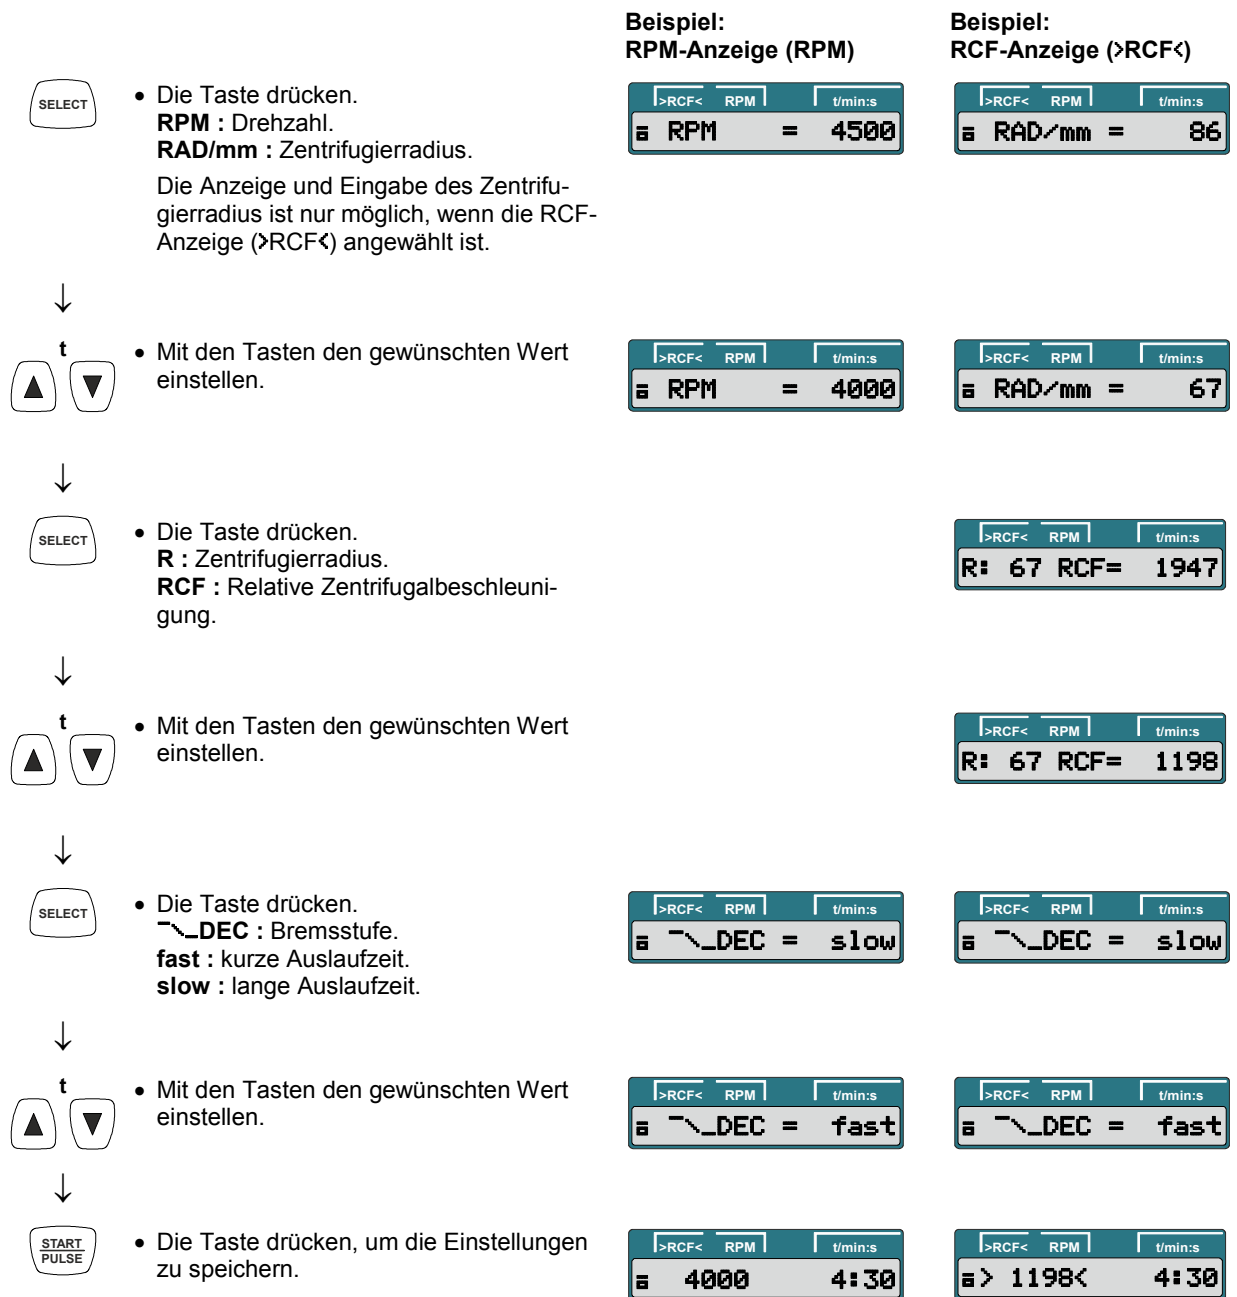 Beispiel:
RPM-Anzeige (RPM)
Beispiel:
RCF-Anzeige (>RCF<)
SELECT
• Die Taste drücken.
RPM : Drehzahl.
RAD/mm : Zentrifugierradius.
Die Anzeige und Eingabe des Zentrifu-
gierradius ist nur möglich, wenn die RCF-
Anzeige (>RCF<) angewählt ist.
>RCF< RPM t/min:s
RPM = 4500
>RCF< RPM t/min:s
RAD/mm = 86
↓
t
▲ ▼
• Mit den Tasten den gewünschten Wert
einstellen.
>RCF< RPM t/min:s
RPM = 4000
>RCF< RPM t/min:s
RAD/mm = 67
↓
SELECT
• Die Taste drücken.
R : Zentrifugierradius.
RCF : Relative Zentrifugalbeschleuni-
gung.
>RCF< RPM t/min:s
R: 67 RCF= 1947
↓
t
▲ ▼
• Mit den Tasten den gewünschten Wert
einstellen.
>RCF< RPM t/min:s
R: 67 RCF= 1198
↓
SELECT
• Die Taste drücken.
‾\_DEC : Bremsstufe.
fast : kurze Auslaufzeit.
slow : lange Auslaufzeit.
>RCF< RPM t/min:s
‾\_DEC = slow
>RCF< RPM t/min:s
‾\_DEC = slow
↓
t
▲ ▼
• Mit den Tasten den gewünschten Wert
einstellen.
>RCF< RPM t/min:s
‾\_DEC = fast
>RCF< RPM t/min:s
‾\_DEC = fast
↓
START
PULSE
• Die Taste drücken, um die Einstellungen
zu speichern.
>RCF< RPM t/min:s
4000 4:30
>RCF< RPM t/min:s
> 1198< 4:30